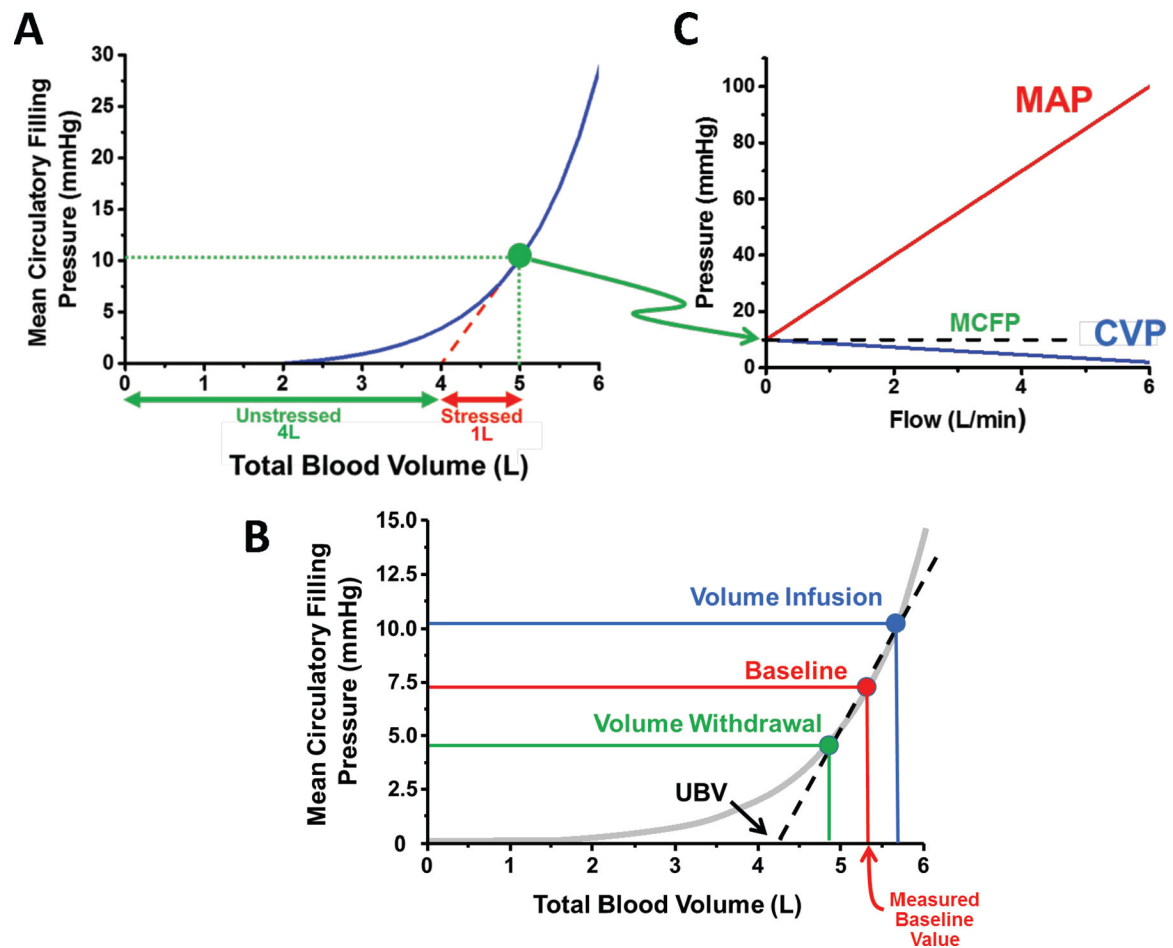 A
Mean Circulatory Filling
Pressure (mmHg)
30
25
20
15
10
5
0
0 1 2 3 4 5 6
Unstressed
4L
Stressed
1L
Total Blood Volume (L)
C
Pressure (mmHg)
100
80
60
40
20
0
MAP
MCFP
CVP
0 2 4 6
Flow (L/min)
B
Mean Circulatory Filling
Pressure (mmHg)
15.0
12.5
10.0
7.5
5.0
2.5
0
Volume Infusion
Baseline
Volume Withdrawal
UBV
0 1 2 3 4 5 6
Total Blood Volume (L)
Measured
Baseline
Value